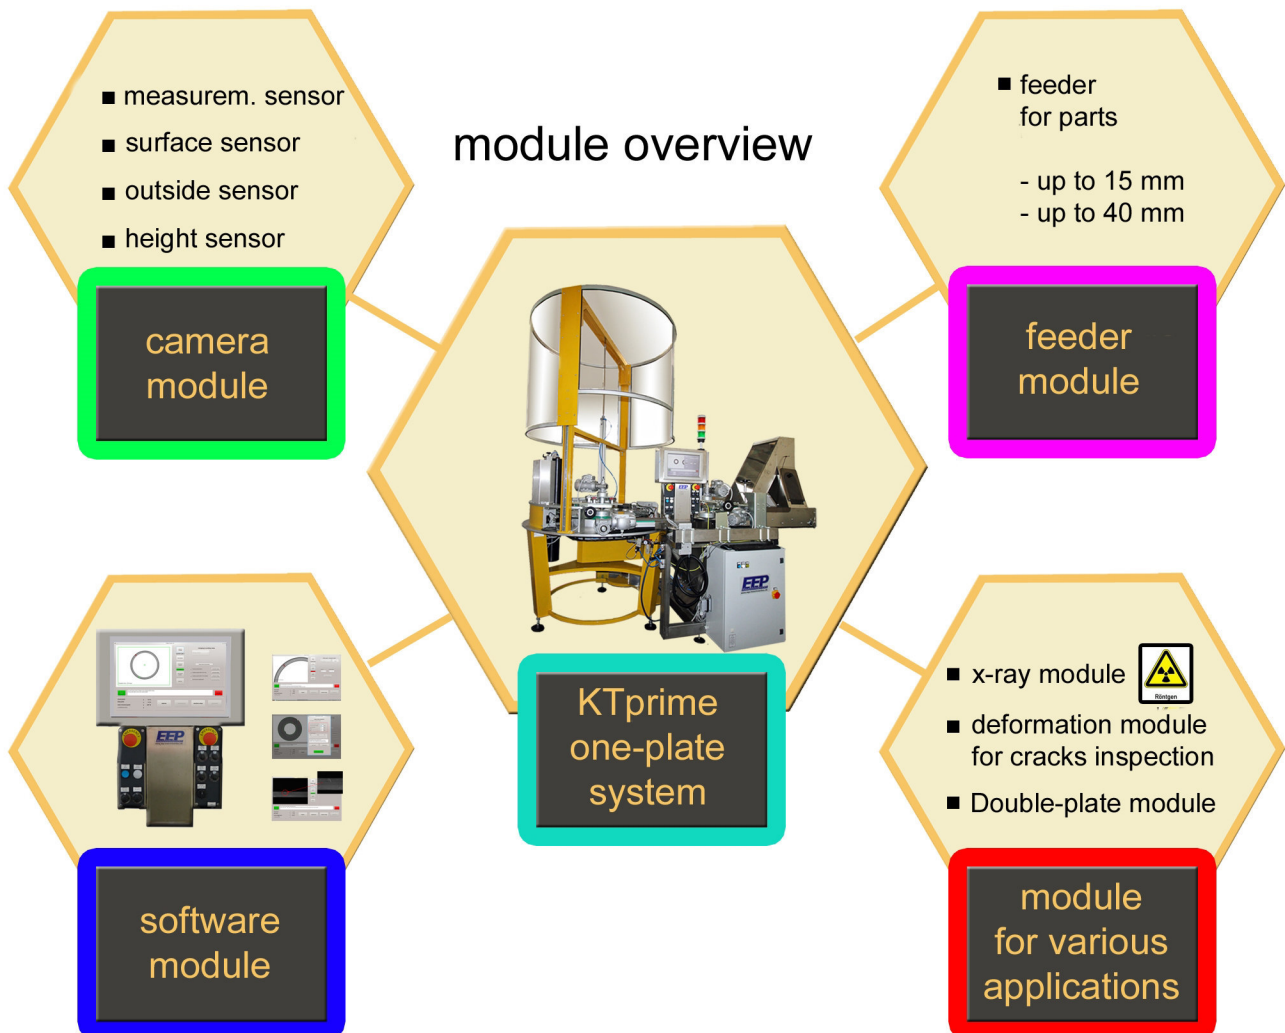 module overview
■ measurem. sensor
■ surface sensor
■ outside sensor
■ height sensor
camera
module
■ feeder
for parts
- up to 15 mm
- up to 40 mm
feeder
module
EEP
EEP
KTprime
one-plate
system
EEP
software
module
■ x-ray module
Röntgen
■ deformation module
for cracks inspection
■ Double-plate module
module
for various
applications